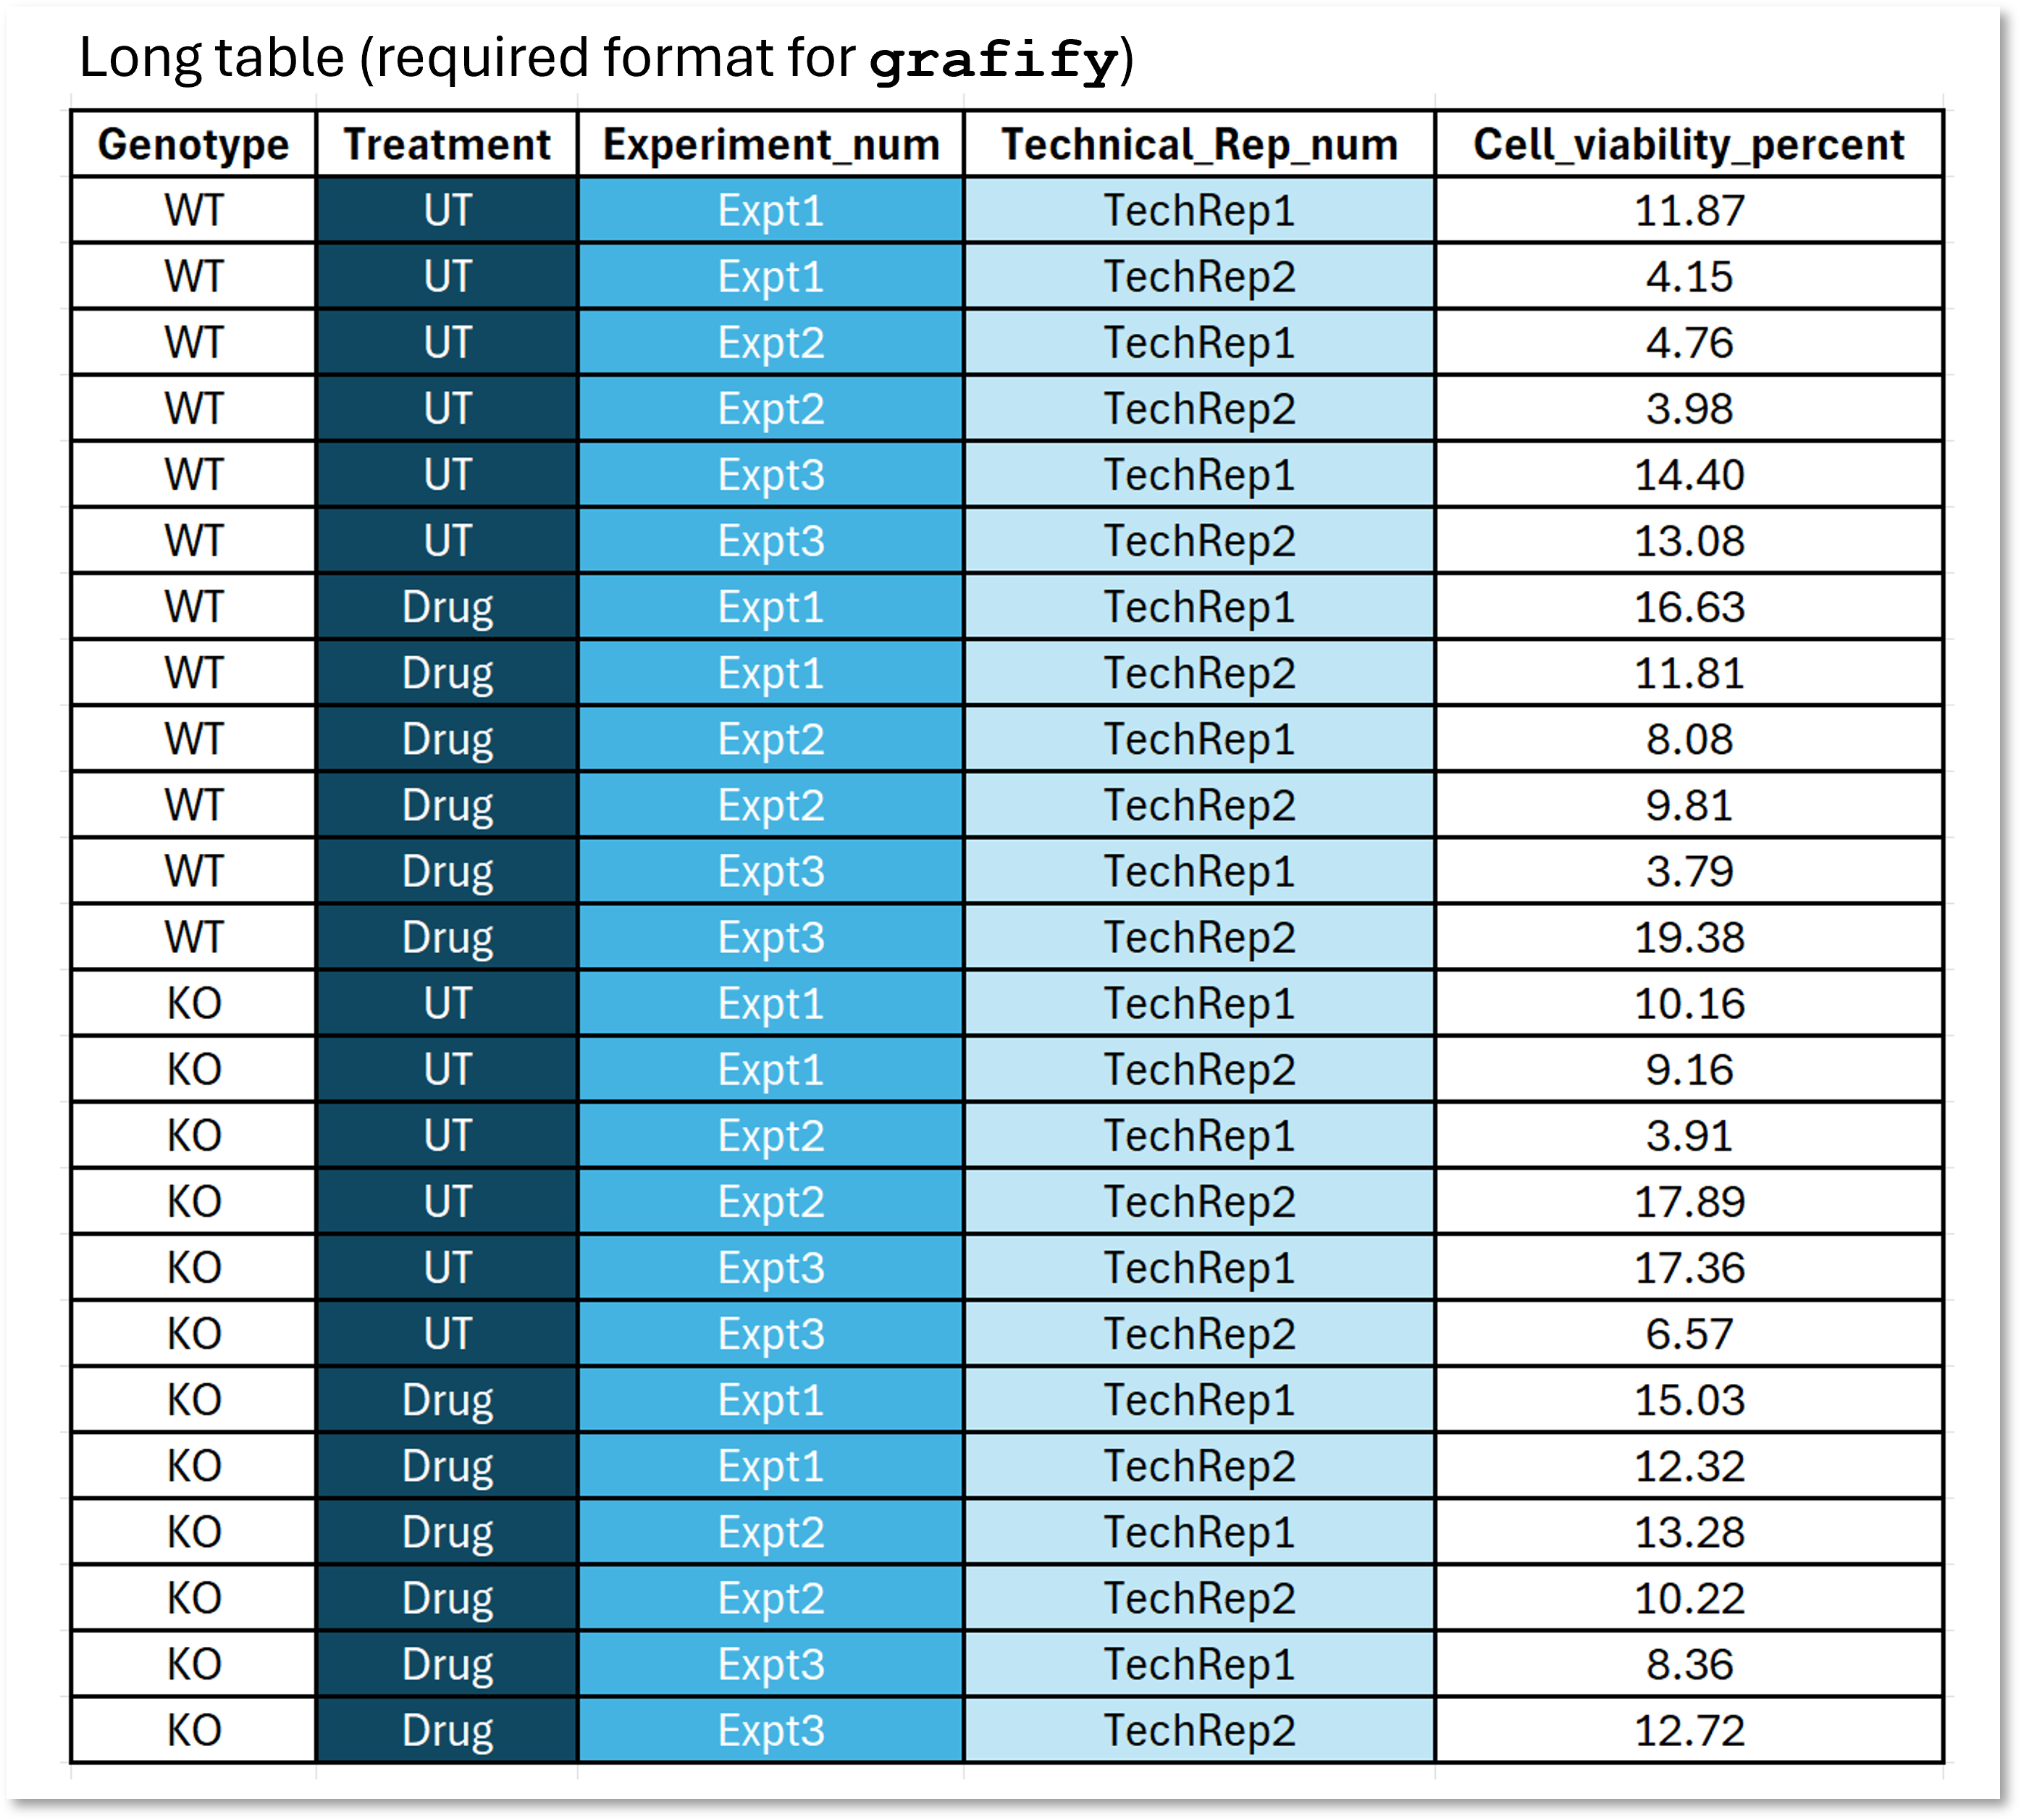 Long table (required format for grafify)
Genotype Treatment Experiment_num Technical_Rep_num Cell_viability_percent
WT UT Expt1 TechRep1 11.87
WT UT Expt1 TechRep2 4.15
WT UT Expt2 TechRep1 4.76
WT UT Expt2 TechRep2 3.98
WT UT Expt3 TechRep1 14.40
WT UT Expt3 TechRep2 13.08
WT Drug Expt1 TechRep1 16.63
WT Drug Expt1 TechRep2 11.81
WT Drug Expt2 TechRep1 8.08
WT Drug Expt2 TechRep2 9.81
WT Drug Expt3 TechRep1 3.79
WT Drug Expt3 TechRep2 19.38
KO UT Expt1 TechRep1 10.16
KO UT Expt1 TechRep2 9.16
KO UT Expt2 TechRep1 3.91
KO UT Expt2 TechRep2 17.89
KO UT Expt3 TechRep1 17.36
KO UT Expt3 TechRep2 6.57
KO Drug Expt1 TechRep1 15.03
KO Drug Expt1 TechRep2 12.32
KO Drug Expt2 TechRep1 13.28
KO Drug Expt2 TechRep2 10.22
KO Drug Expt3 TechRep1 8.36
KO Drug Expt3 TechRep2 12.72